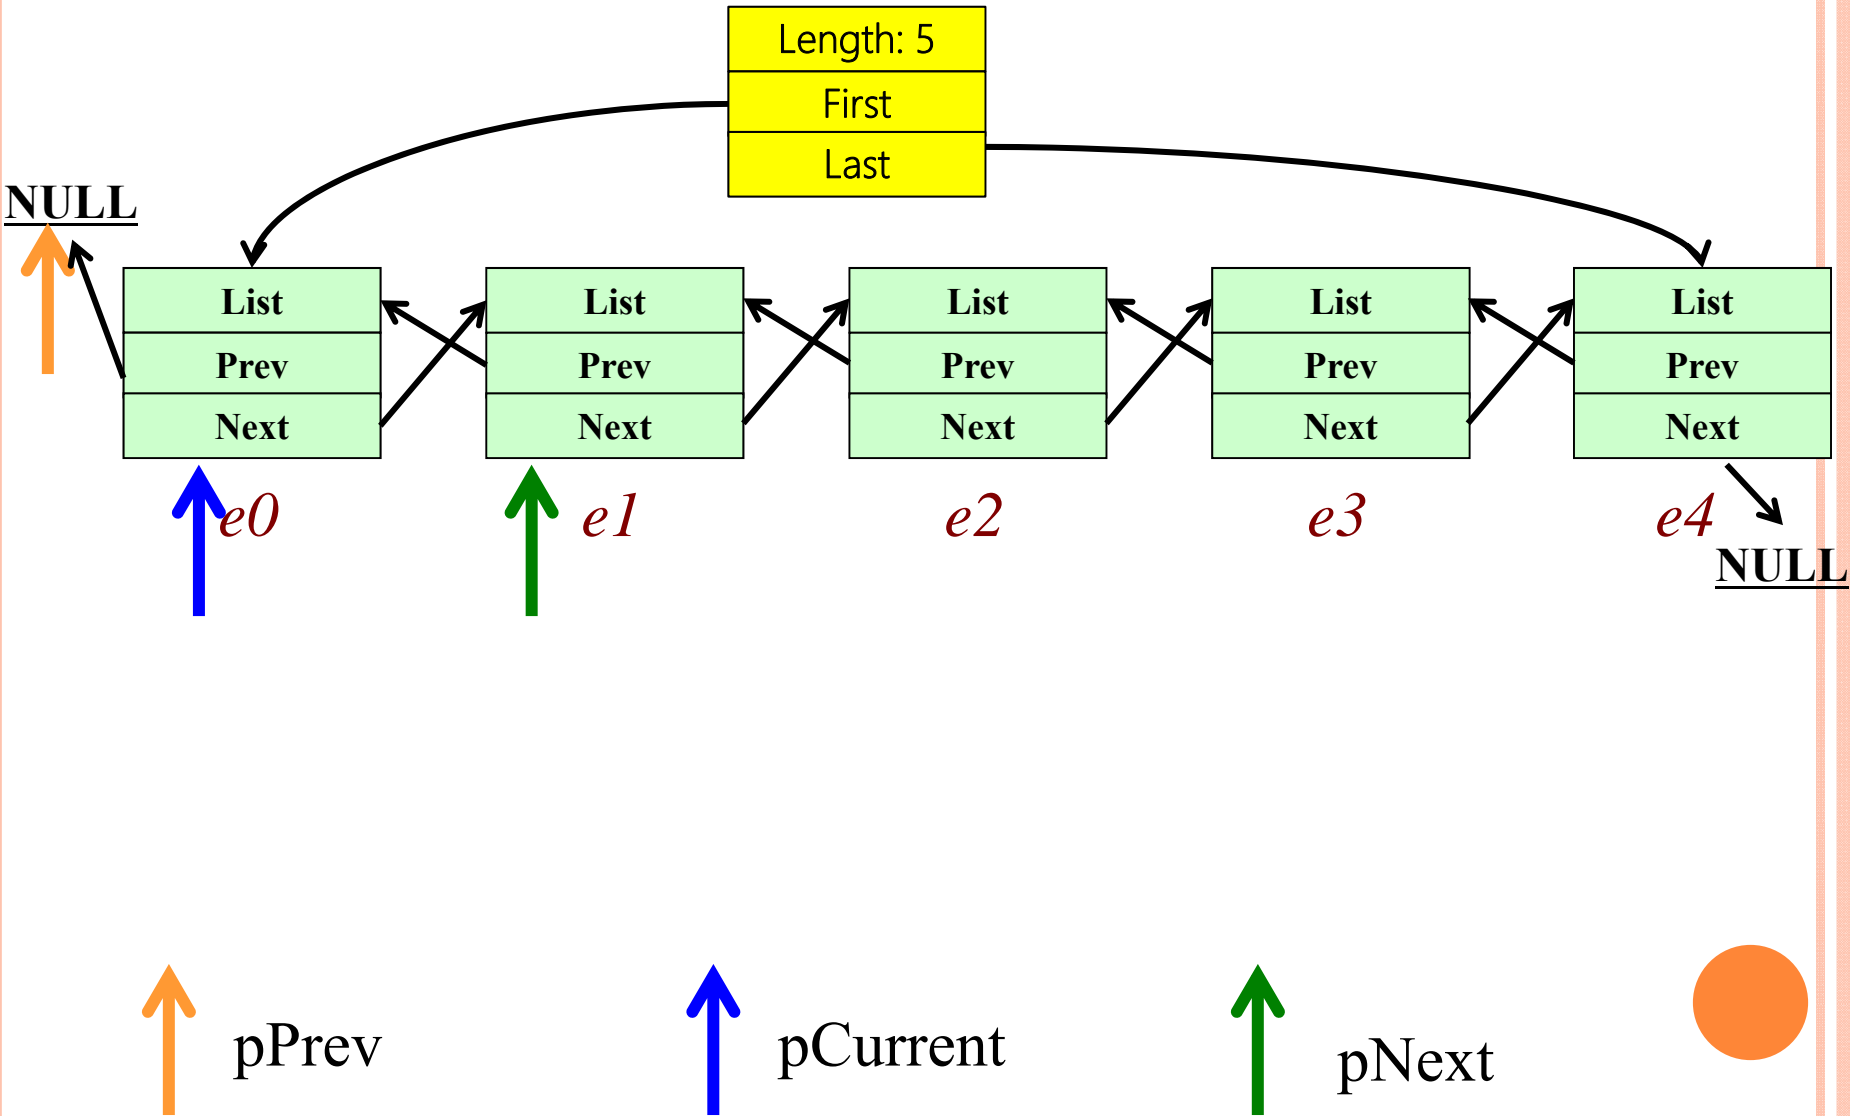 Length: 5
First
Last
NULL
List List List List List
Prev Prev Prev Prev Prev
Next Next Next Next Next
e0 e1 e2 e3 e4
NULL
pPrev pCurrent pNext